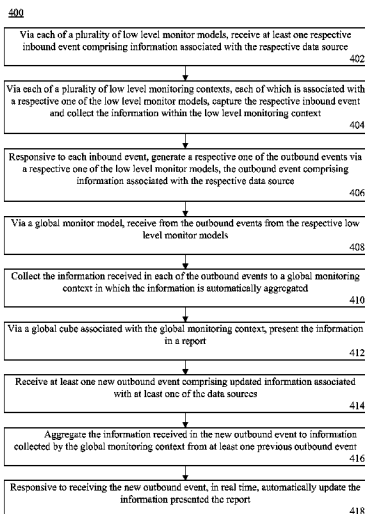 400
Via each of a plurality of low level monitor models, receive at least one respective
inbound event comprising information associated with the respective data source
402
Via each of a plurality of low level monitoring contexts, each of which is associated with
a respective one of the low level monitor models, capture the respective inbound event
and collect the information within the low level monitoring context
404
Responsive to each inbound event, generate a respective one of the outbound events via
a respective one of the low level monitor models, the outbound event comprising
information associated with the respective data source
406
Via a global monitor model, receive from the outbound events from the respective low
level monitor models
408
Collect the information received in each of the outbound events to a global monitoring
context in which the information is automatically aggregated
410
Via a global cube associated with the global monitoring context, present the information
in a report
412
Receive at least one new outbound event comprising updated information associated
with at least one of the data sources
414
Aggregate the information received in the new outbound event to information
collected by the global monitoring context from at least one previous outbound event
416
Responsive to receiving the new outbound event, in real time, automatically update the
information presented the report
418